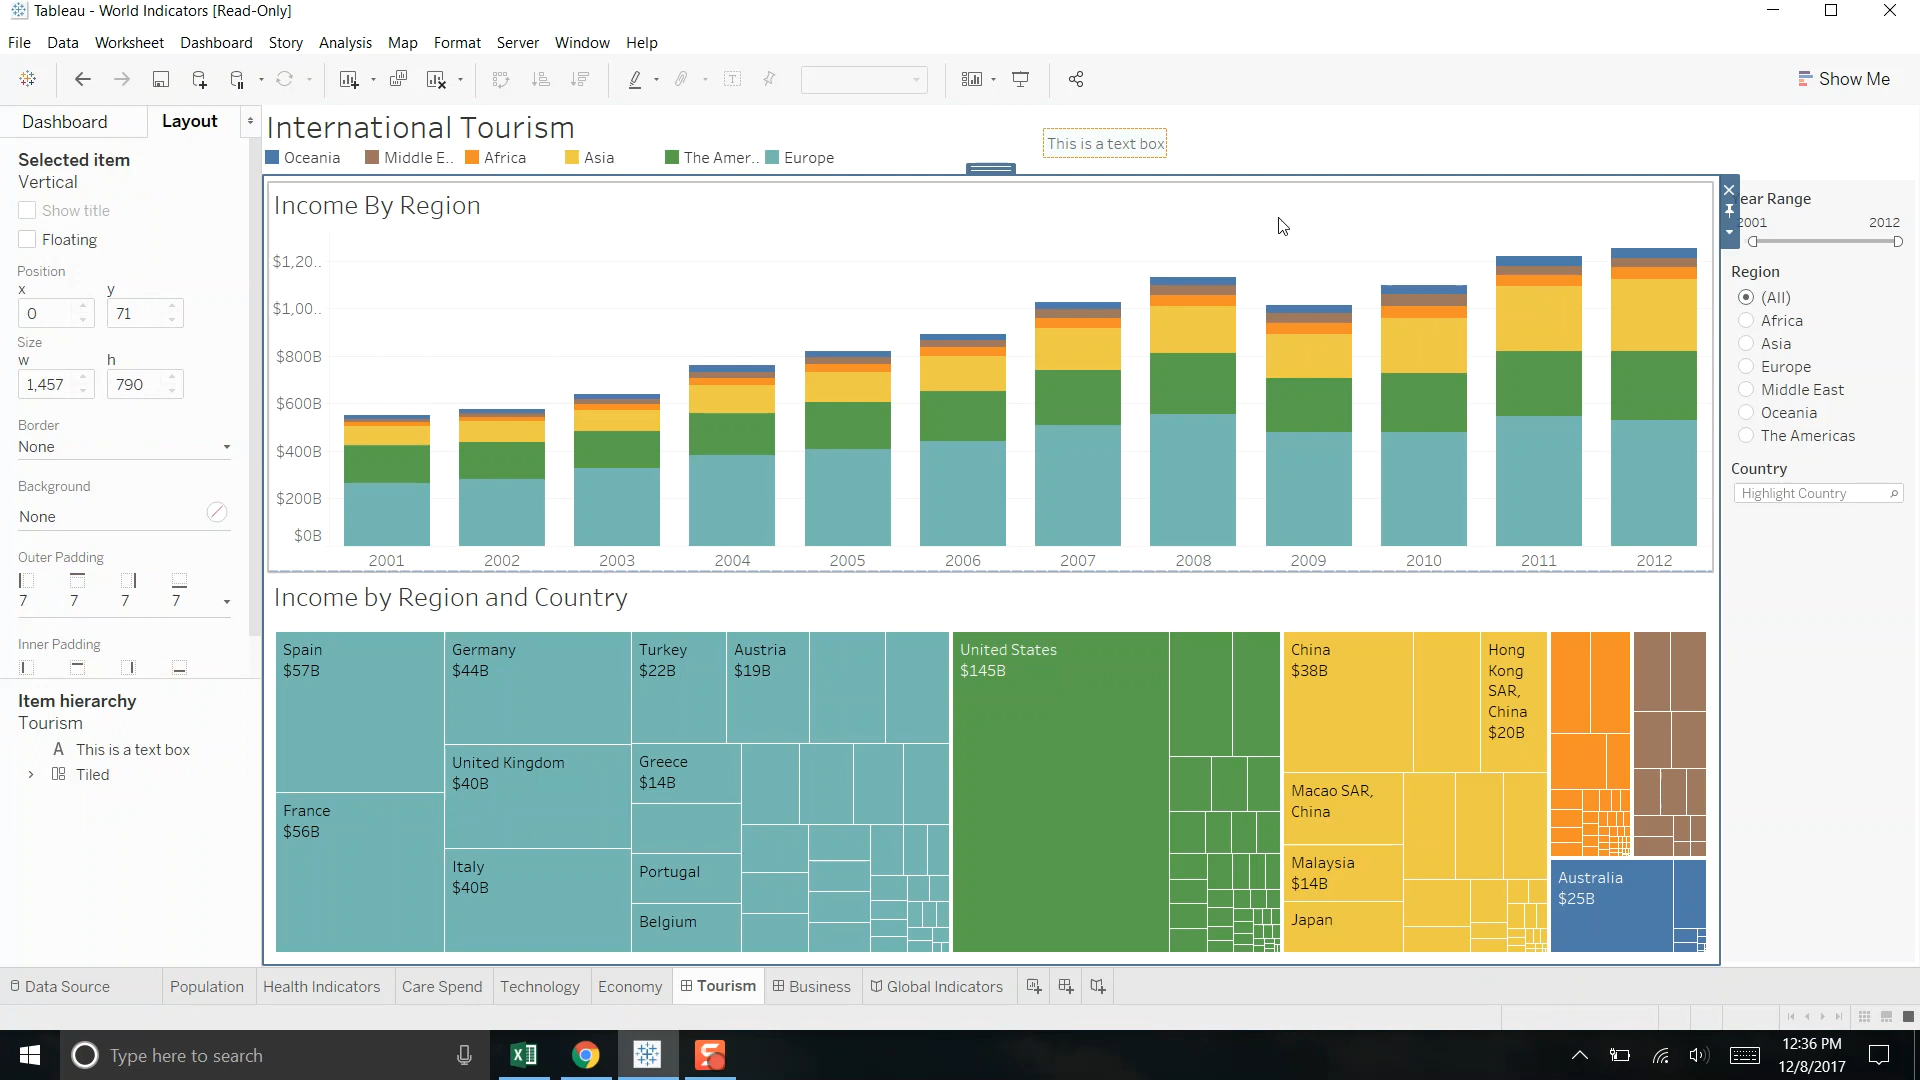 Tableau - World Indicators [Read-Only]
File Data Worksheet Dashboard Story Analysis Map Format Server Window Help
Show Me
Dashboard Layout
Selected item
Vertical
Show title
Floating
Position
x y
0 71
Size
w h
1,457 790
Border
None
Background
None
Outer Padding
7 7 7 7
Inner Padding
Item hierarchy
Tourism
A This is a text box
Tiled
International Tourism
This is a text box
Oceania Middle E.. Africa Asia The Amer.. Europe
Income By Region
$1,20..
$1,00..
$800B
$600B
$400B
$200B
$0B
2001 2002 2003 2004 2005 2006 2007 2008 2009 2010 2011 2012
Income by Region and Country
Spain
$57B
France
$56B
Germany
$44B
United Kingdom
$40B
Italy
$40B
Turkey
$22B
Austria
$19B
Greece
$14B
Portugal
Belgium
United States
$145B
China
$38B
Hong
Kong
SAR,
China
$20B
Macao SAR,
China
Malaysia
$14B
Japan
Australia
$25B
Year Range
2001 2012
Region
(All)
Africa
Asia
Europe
Middle East
Oceania
The Americas
Country
Highlight Country
Data Source Population Health Indicators Care Spend Technology Economy Tourism Business Global Indicators
Type here to search
12:36 PM
12/8/2017